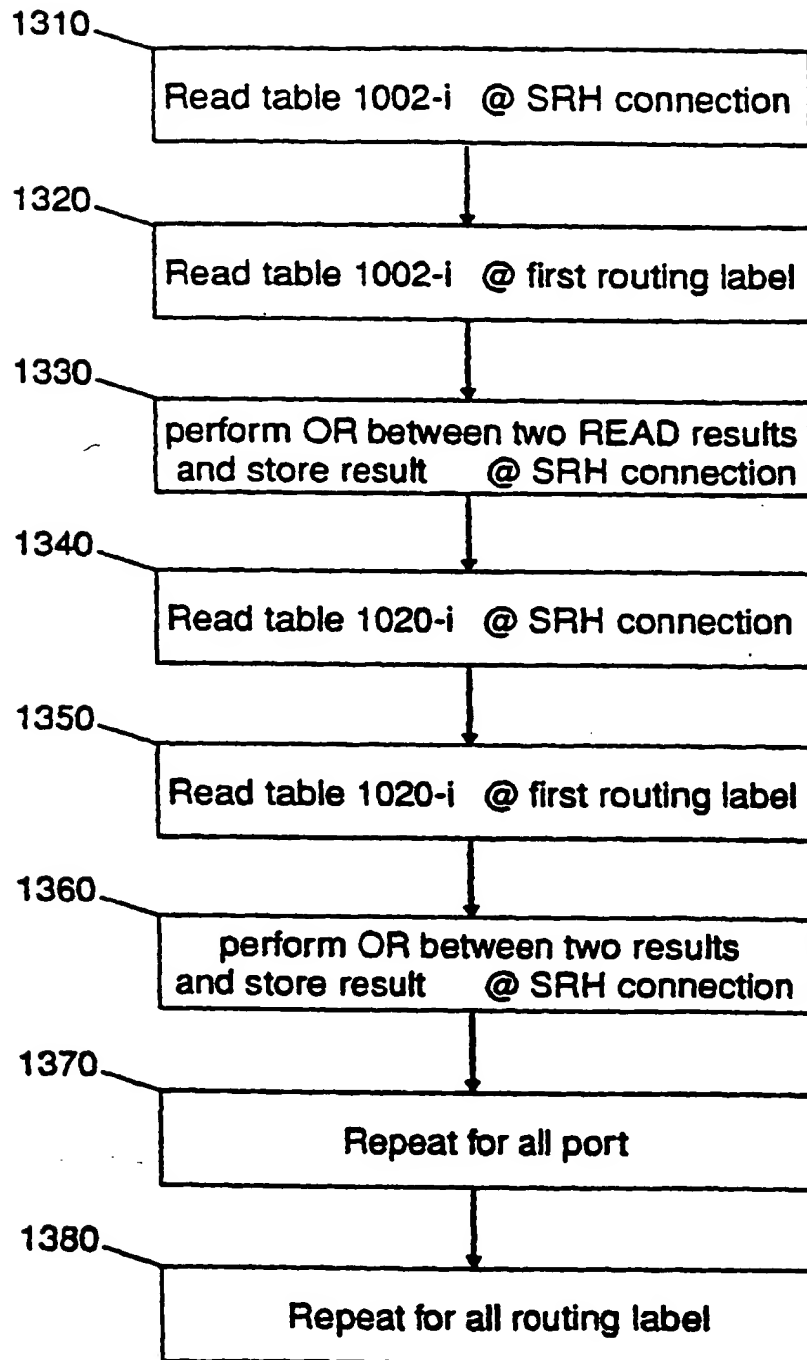 1310
Read table 1002-i @ SRH connection
1320
Read table 1002-i @ first routing label
1330
perform OR between two READ results
and store result @ SRH connection
1340
Read table 1020-i @ SRH connection
1350
Read table 1020-i @ first routing label
1360
perform OR between two results
and store result @ SRH connection
1370
Repeat for all port
1380
Repeat for all routing label